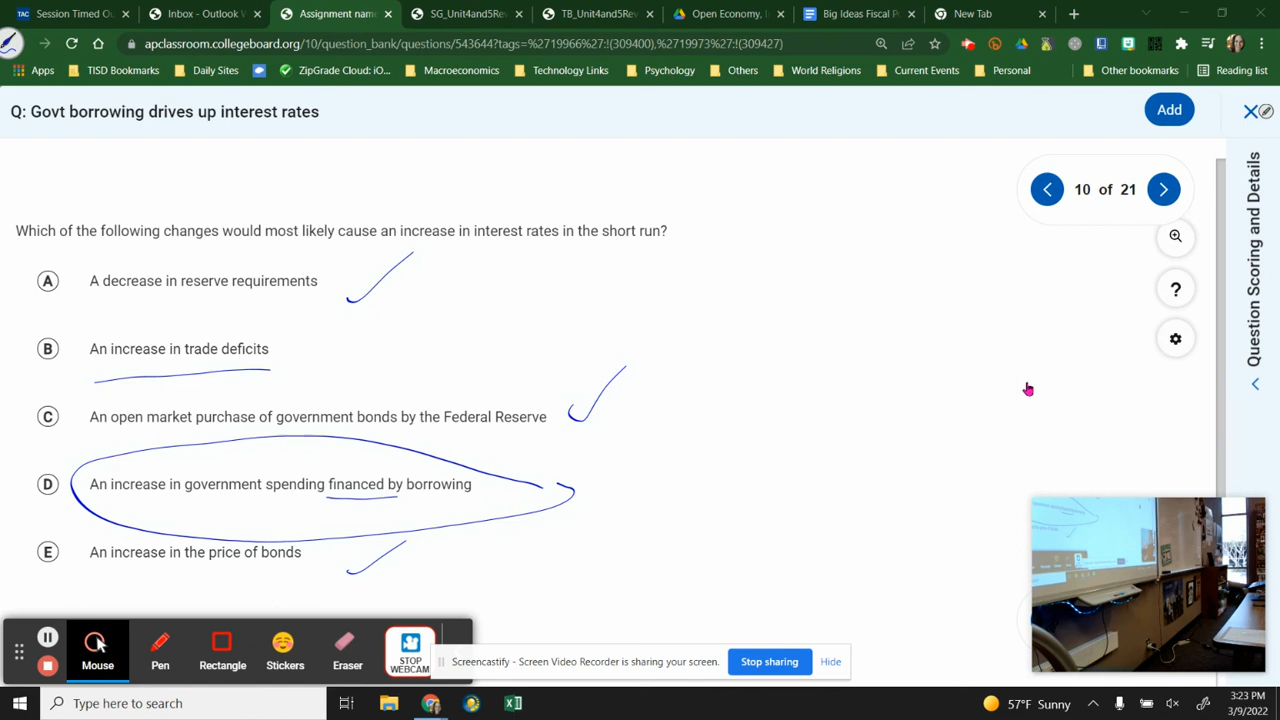 Session Timed Ou
Inbox - Outlook W
Assignment name
SG_Unit4and5Rev
TB_Unit4and5Rev
Open Economy, I
Big Ideas Fiscal P
New Tab
apclassroom.collegeboard.org/10/question_bank/questions/543644?tags=%2719966%27:!(309400),%2719973%27:!(309427)
Apps
TISD Bookmarks
Daily Sites
ZipGrade Cloud: iO...
Macroeconomics
Technology Links
Psychology
Others
World Religions
Current Events
Personal
Other bookmarks
Reading list
Q: Govt borrowing drives up interest rates
Add
10 of 21
Question Scoring and Details
Which of the following changes would most likely cause an increase in interest rates in the short run?
A A decrease in reserve requirements
B An increase in trade deficits
C An open market purchase of government bonds by the Federal Reserve
D An increase in government spending financed by borrowing
E An increase in the price of bonds
Mouse
Pen
Rectangle
Stickers
Eraser
STOP
WEBCAM
Screencastify - Screen Video Recorder is sharing your screen.
Stop sharing
Hide
Type here to search
57°F Sunny
3:23 PM
3/9/2022